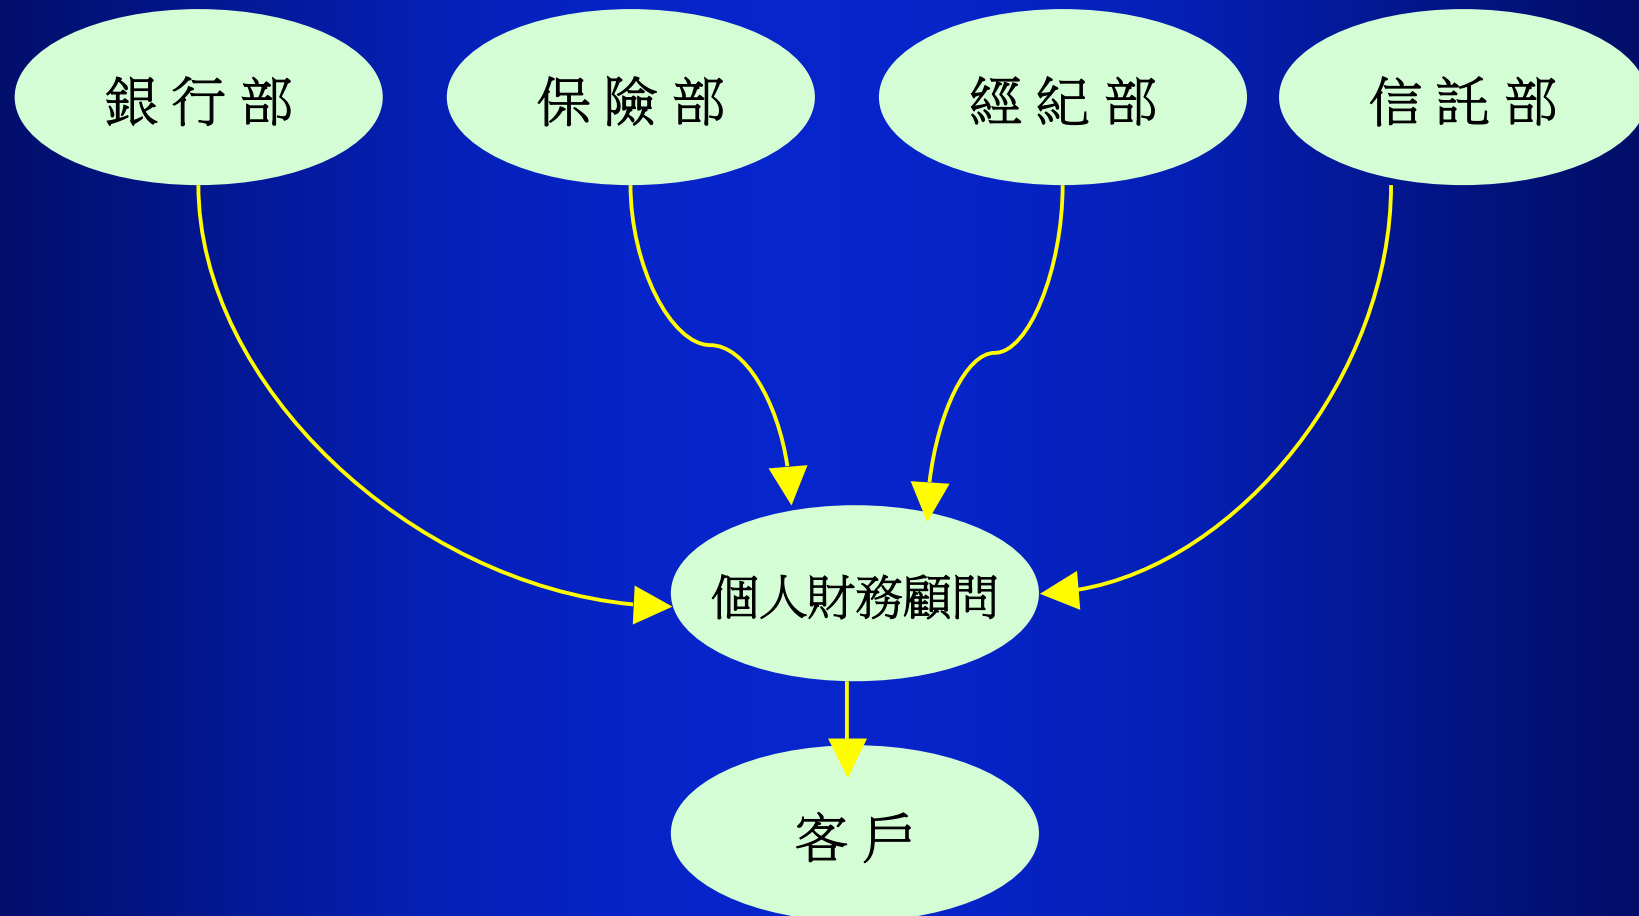 銀行部
保險部
經紀部
信託部
個人財務顧問
客戶